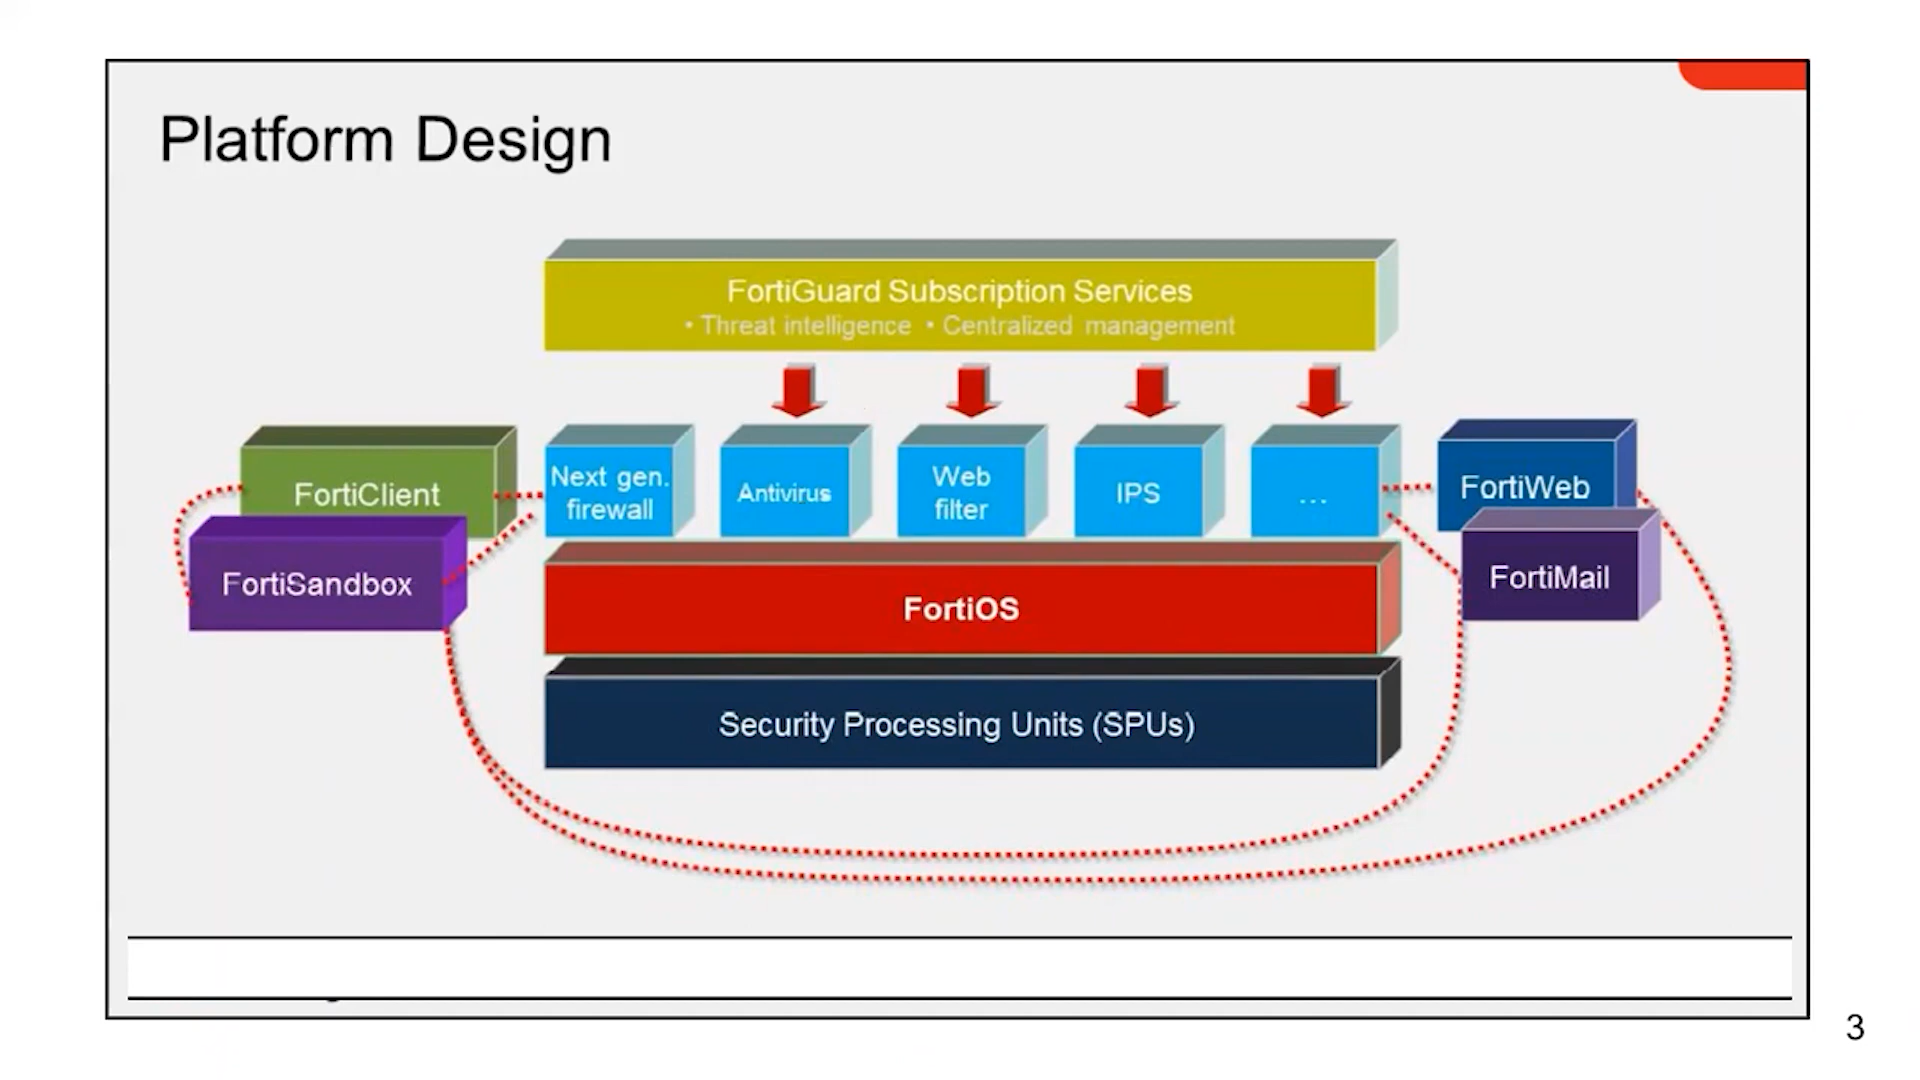 Platform Design
FortiGuard Subscription Services
• Threat intelligence • Centralized management
FortiClient
FortiSandbox
Next gen.
firewall
Antivirus
Web
filter
IPS
...
FortiWeb
FortiMail
FortiOS
Security Processing Units (SPUs)
3